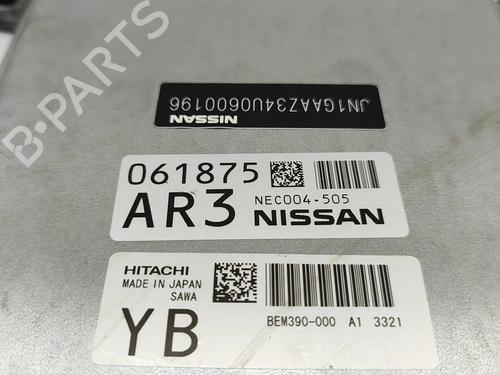 B-PARTS
JN1GAAZ34U0600196
NISSAN
061875
AR3
NEC004-505
NISSAN
HITACHI
MADE IN JAPAN
SAWA
YB
BEM390-000 A1 3321